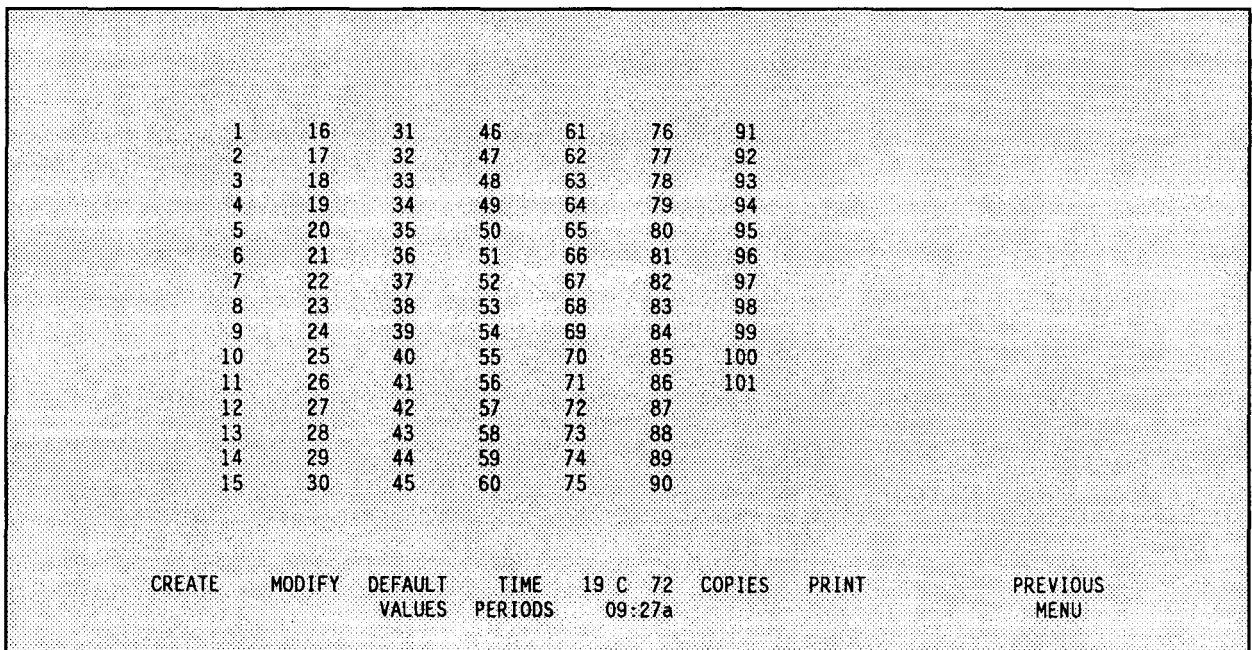 1 16 31 46 61 76 91
2 17 32 47 62 77 92
3 18 33 48 63 78 93
4 19 34 49 64 79 94
5 20 35 50 65 80 95
6 21 36 51 66 81 96
7 22 37 52 67 82 97
8 23 38 53 68 83 98
9 24 39 54 69 84 99
10 25 40 55 70 85 100
11 26 41 56 71 86 101
12 27 42 57 72 87
13 28 43 58 73 88
14 29 44 59 74 89
15 30 45 60 75 90
CREATE MODIFY DEFAULT TIME 19 C 72 COPIES PRINT PREVIOUS
VALUES PERIODS 09:27a MENU